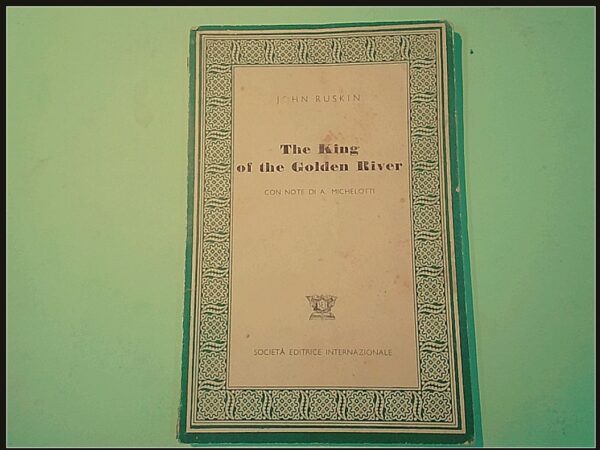 JOHN RUSKIN
The King
of the Golden River
CON NOTE DI A. MICHELOTTI
SOCIETÀ EDITRICE INTERNAZIONALE